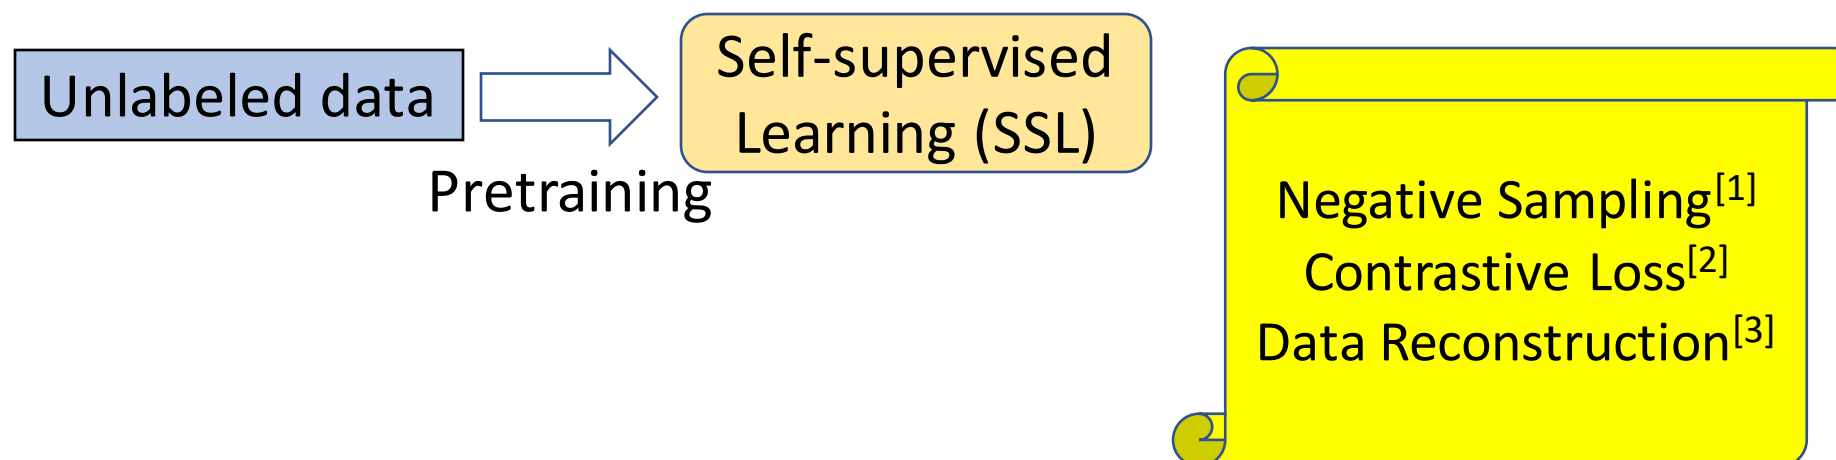 Unlabeled data
Pretraining
Self-supervised
Learning (SSL)
Negative Sampling[1]
Contrastive Loss[2]
Data Reconstruction[3]